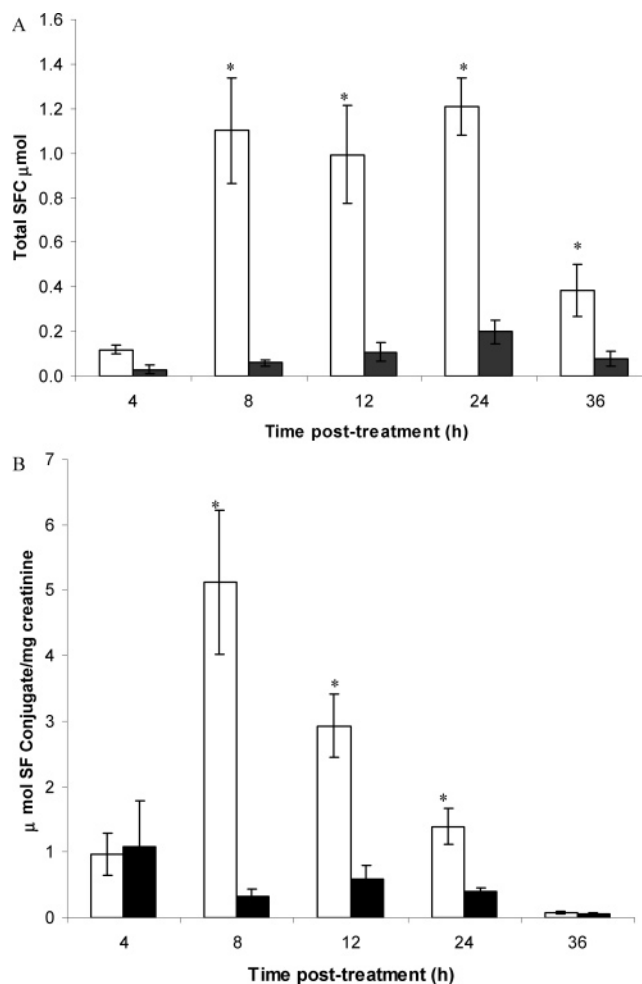 A
1.6
1.4
1.2
1.0
0.8
0.6
0.4
0.2
0.0
Total SFC μmol
* * * *
4 8 12 24 36
Time post-treatment (h)
B
7
6
5
4
3
2
1
0
μ mol SF Conjugate/mg creatinine
* * *
4 8 12 24 36
Time post-treatment (h)